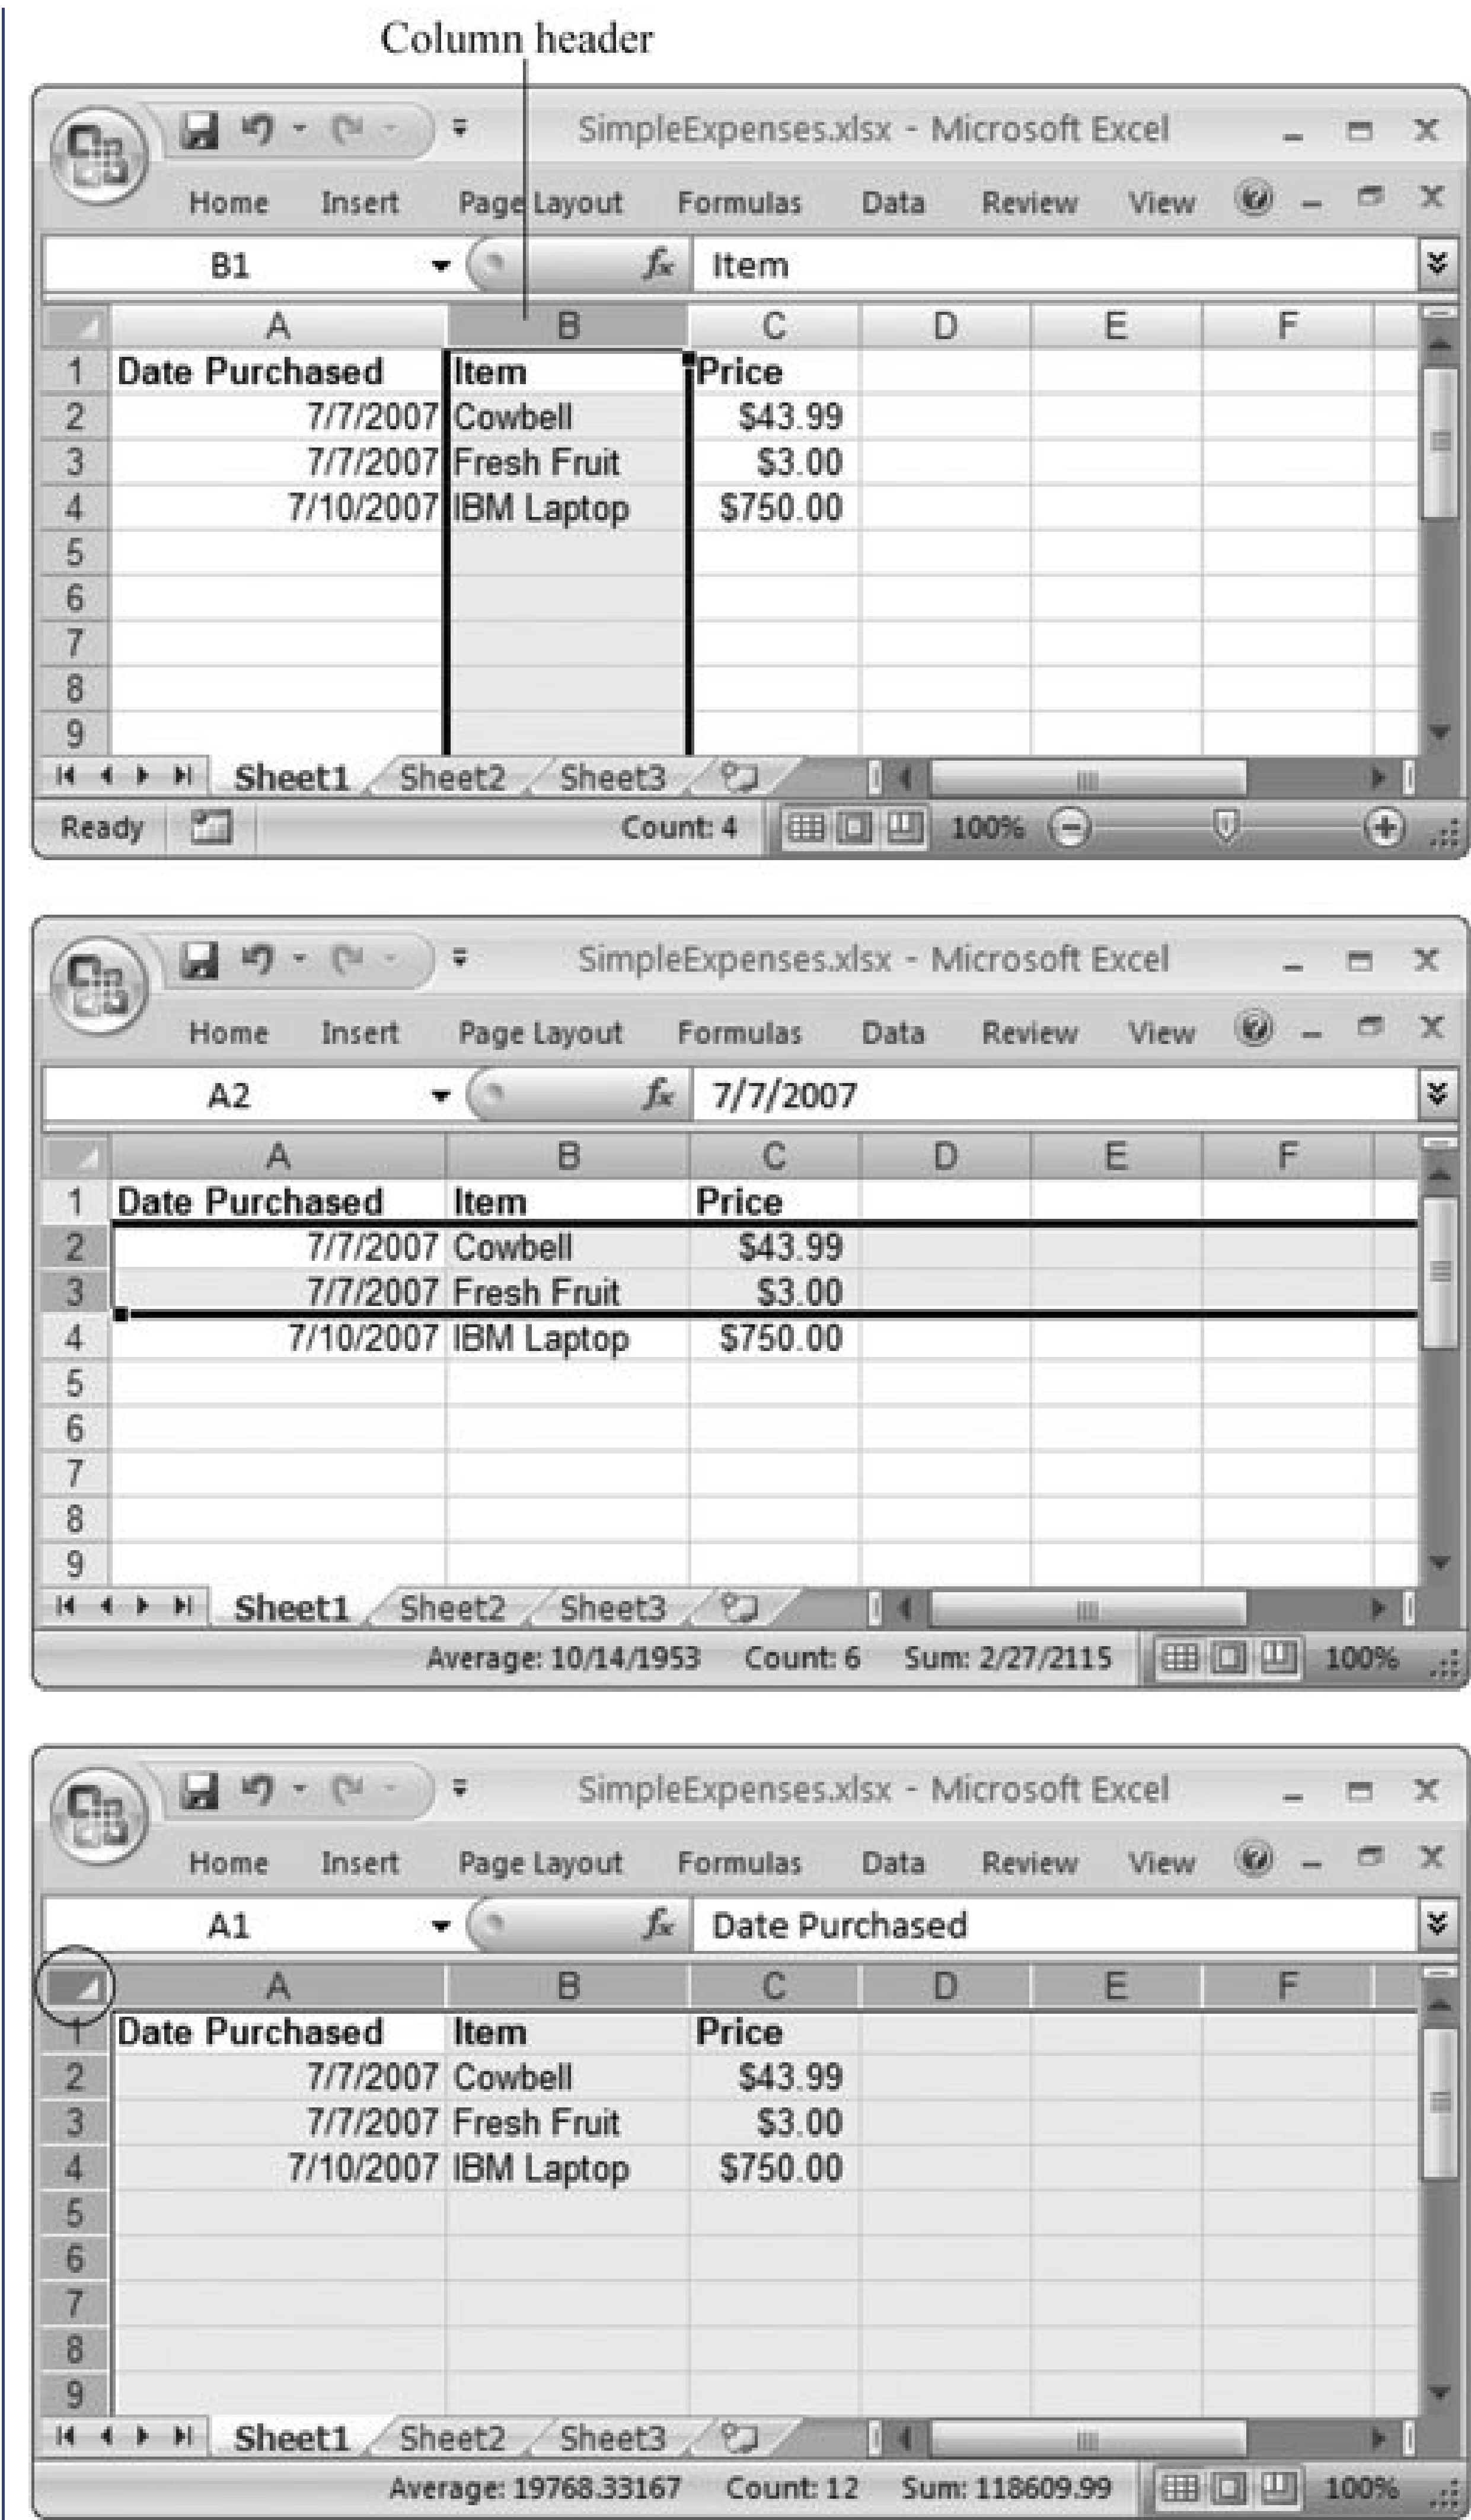 Column header
SimpleExpenses.xlsx - Microsoft Excel
Home Insert Page Layout Formulas Data Review View
B1 fx Item
A B C D E F
1 Date Purchased Item Price
2 7/7/2007 Cowbell $43.99
3 7/7/2007 Fresh Fruit $3.00
4 7/10/2007 IBM Laptop $750.00
5
6
7
8
9
Sheet1 Sheet2 Sheet3
Ready Count: 4 100%
SimpleExpenses.xlsx - Microsoft Excel
Home Insert Page Layout Formulas Data Review View
A2 fx 7/7/2007
A B C D E F
1 Date Purchased Item Price
2 7/7/2007 Cowbell $43.99
3 7/7/2007 Fresh Fruit $3.00
4 7/10/2007 IBM Laptop $750.00
5
6
7
8
9
Sheet1 Sheet2 Sheet3
Average: 10/14/1953 Count: 6 Sum: 2/27/2115 100%
SimpleExpenses.xlsx - Microsoft Excel
Home Insert Page Layout Formulas Data Review View
A1 fx Date Purchased
A B C D E F
1 Date Purchased Item Price
2 7/7/2007 Cowbell $43.99
3 7/7/2007 Fresh Fruit $3.00
4 7/10/2007 IBM Laptop $750.00
5
6
7
8
9
Sheet1 Sheet2 Sheet3
Average: 19768.33167 Count: 12 Sum: 118609.99 100%